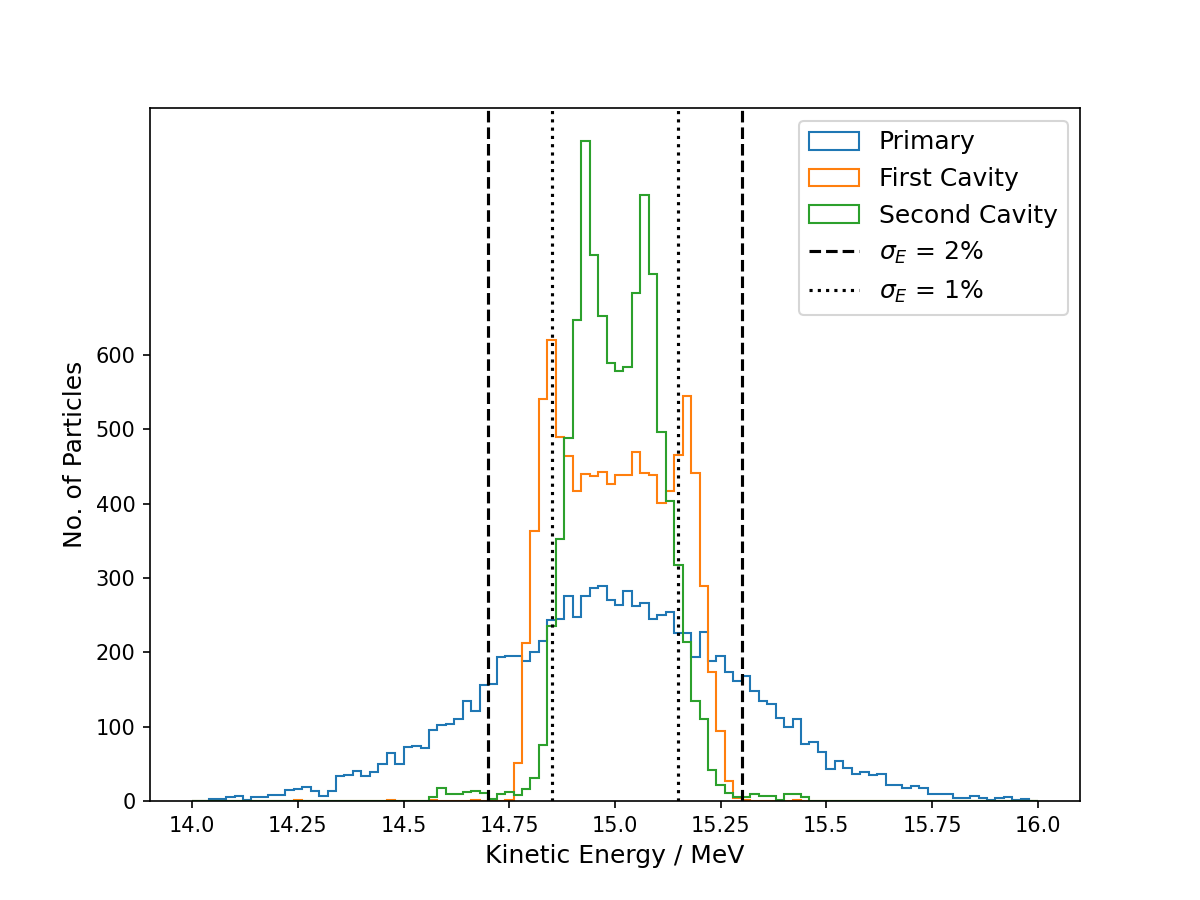 Primary
First Cavity
Second Cavity
σE = 2%
σE = 1%
600
500
400
300
200
100
0
No. of Particles
14.0 14.25 14.5 14.75 15.0 15.25 15.5 15.75 16.0
Kinetic Energy / MeV